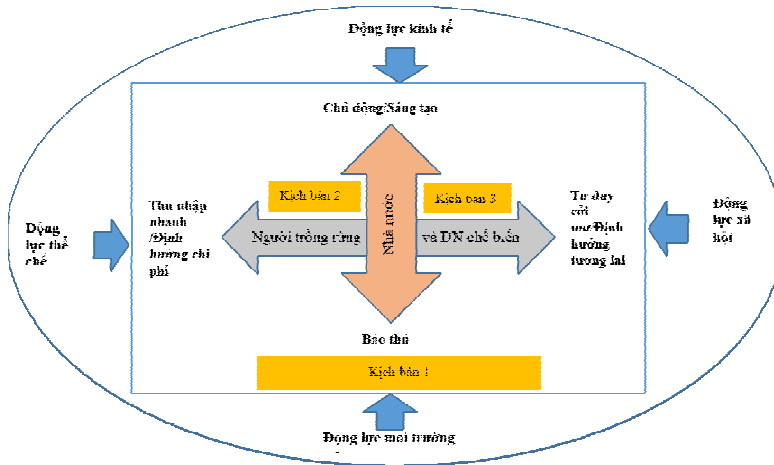 Động lực kinh tế
Chủ động/Sáng tạo
Kịch bản 2
Kịch bản 3
Thu nhập
nhanh
/Định
hướng chi
phí
Tư duy
cởi
mở/Định
hướng
tương lai
Động
lực thể
chế
Động
lực xã
hội
Người trồng rừng
Nhà nước
và DN chế biến
Bảo thủ
Kịch bản 1
Động lực môi trường